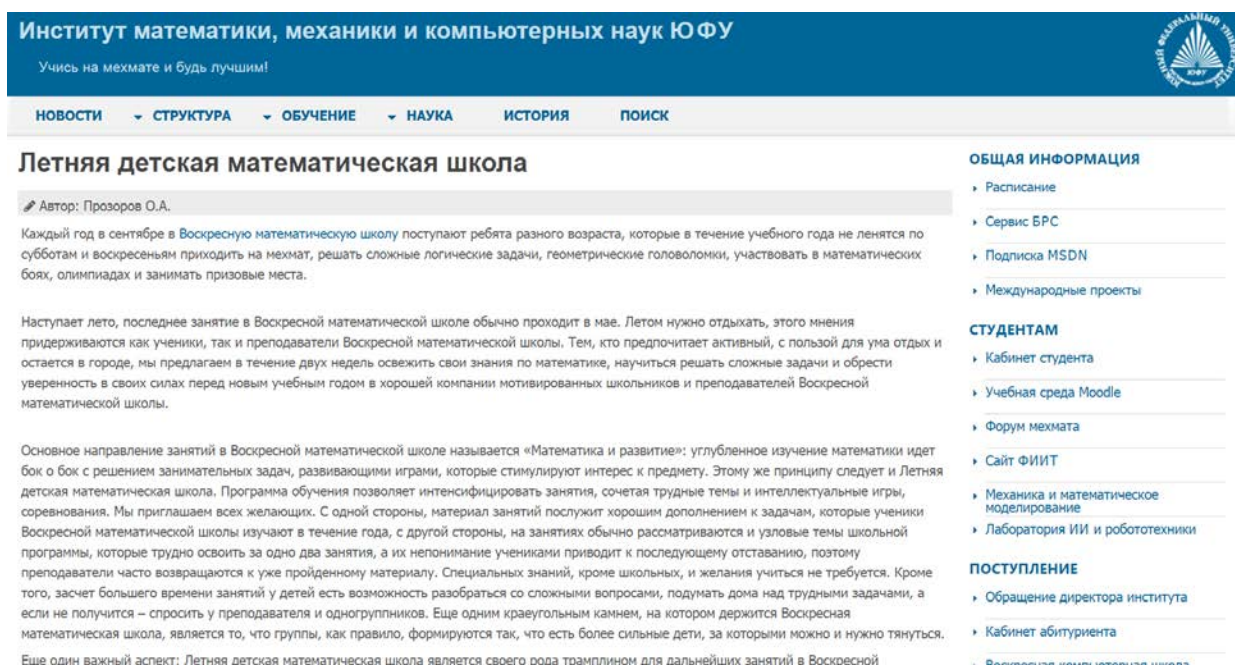 Институт математики, механики и компьютерных наук ЮФУ
Учись на мехмате и будь лучшим!
ЮЖНЫЙ ФЕДЕРАЛЬНЫЙ УНИВЕРСИТЕТ
ЮФУ
НОВОСТИ СТРУКТУРА ОБУЧЕНИЕ НАУКА ИСТОРИЯ ПОИСК
Летняя детская математическая школа
Автор: Прозоров О.А.
Каждый год в сентябре в Воскресную математическую школу поступают ребята разного возраста, которые в течение учебного года не ленятся по
субботам и воскресеньям приходить на мехмат, решать сложные логические задачи, геометрические головоломки, участвовать в математических
боях, олимпиадах и занимать призовые места.
Наступает лето, последнее занятие в Воскресной математической школе обычно проходит в мае. Летом нужно отдыхать, этого мнения
придерживаются как ученики, так и преподаватели Воскресной математической школы. Тем, кто предпочитает активный, с пользой для ума отдых и
остается в городе, мы предлагаем в течение двух недель освежить свои знания по математике, научиться решать сложные задачи и обрести
уверенность в своих силах перед новым учебным годом в хорошей компании мотивированных школьников и преподавателей Воскресной
математической школы.
Основное направление занятий в Воскресной математической школе называется «Математика и развитие»: углубленное изучение математики идет
бок о бок с решением занимательных задач, развивающими играми, которые стимулируют интерес к предмету. Этому же принципу следует и Летняя
детская математическая школа. Программа обучения позволяет интенсифицировать занятия, сочетая трудные темы и интеллектуальные игры,
соревнования. Мы приглашаем всех желающих. С одной стороны, материал занятий послужит хорошим дополнением к задачам, которые ученики
Воскресной математической школы изучают в течение года, с другой стороны, на занятиях обычно рассматриваются и узловые темы школьной
программы, которые трудно освоить за одно два занятия, а их непонимание учениками приводит к последующему отставанию, поэтому
преподаватели часто возвращаются к уже пройденному материалу. Специальных знаний, кроме школьных, и желания учиться не требуется. Кроме
того, засчет большего времени занятий у детей есть возможность разобраться со сложными вопросами, подумать дома над трудными задачами, а
если не получится – спросить у преподавателя и одногруппников. Еще одним краеугольным камнем, на котором держится Воскресная
математическая школа, является то, что группы, как правило, формируются так, что есть более сильные дети, за которыми можно и нужно тянуться.
Еще один важный аспект: Летняя детская математическая школа является своего рода трамплином для дальнейших занятий в Воскресной
ОБЩАЯ ИНФОРМАЦИЯ
Расписание
Сервис БРС
Подписка MSDN
Международные проекты
СТУДЕНТАМ
Кабинет студента
Учебная среда Moodle
Форум мехмата
Сайт ФИИТ
Механика и математическое
моделирование
Лаборатория ИИ и робототехники
ПОСТУПЛЕНИЕ
Обращение директора института
Кабинет абитуриента
Воскресная компьютерная школа